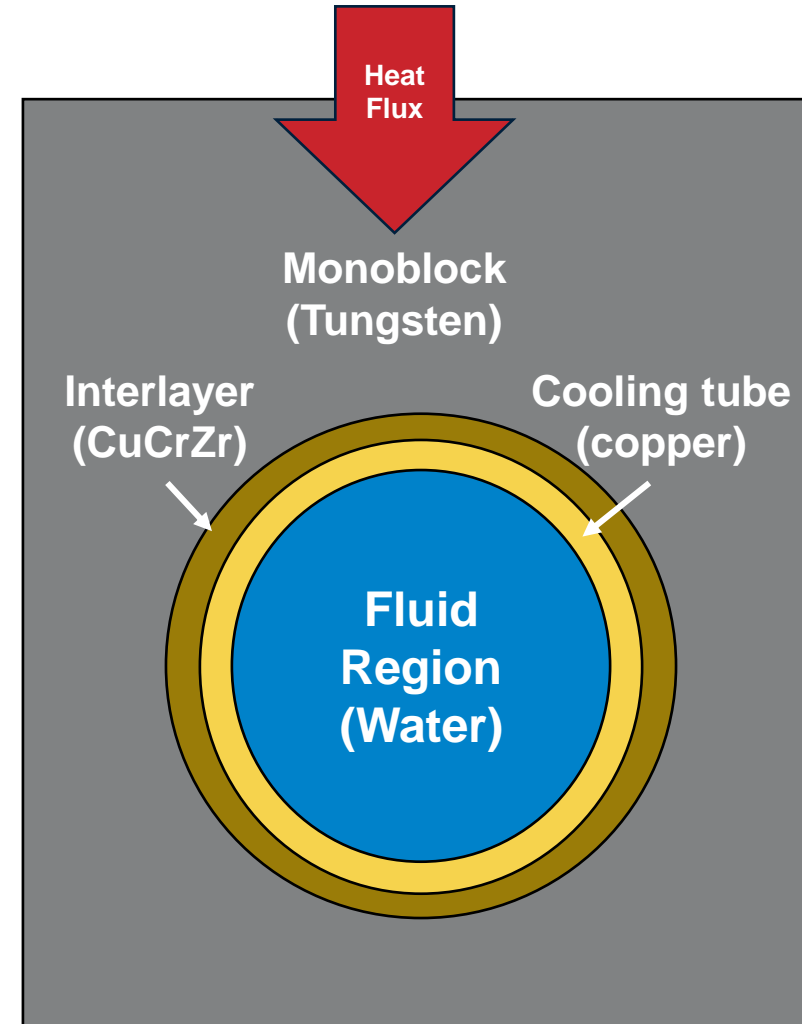 Heat
Flux
Monoblock
(Tungsten)
Interlayer
(CuCrZr)
Cooling tube
(copper)
Fluid
Region
(Water)